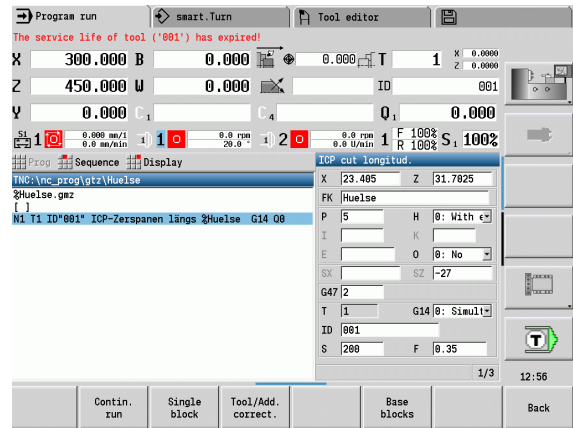 Program run smart.Turn Tool editor
The service life of tool ('001') has expired!
X 300.000 B 0.000 0.000 T 1 X 0.0000 Z 0.0000
Z 450.000 U 0.000 ID 001
Y 0.000 C1 C4 Q1 0.000
S1 1 0.000 mm/1 0.0 mm/min 1) 1 0.0 rpm 20.0 ° 1) 2 0.0 rpm 0.0 mm/min 1 F 100% R 100% S1 100%
Prog Sequence Display
ICP cut longitud.
TNC:\nc_prog\gtz\Huelse
%Huelse.gmz
[ ]
N1 T1 ID"001" ICP-Zerspanen längs %Huelse G14 Q0
X 23.405 Z 31.7025
FK Huelse
P 5 H 0: With e
I K
E O 0: No
SX SZ -27
G47 2
T 1 G14 0: Simult
ID 001
S 200 F 0.35
1/3
T
12:56
Contin. run
Single block
Tool/Add. correct.
Base blocks
Back